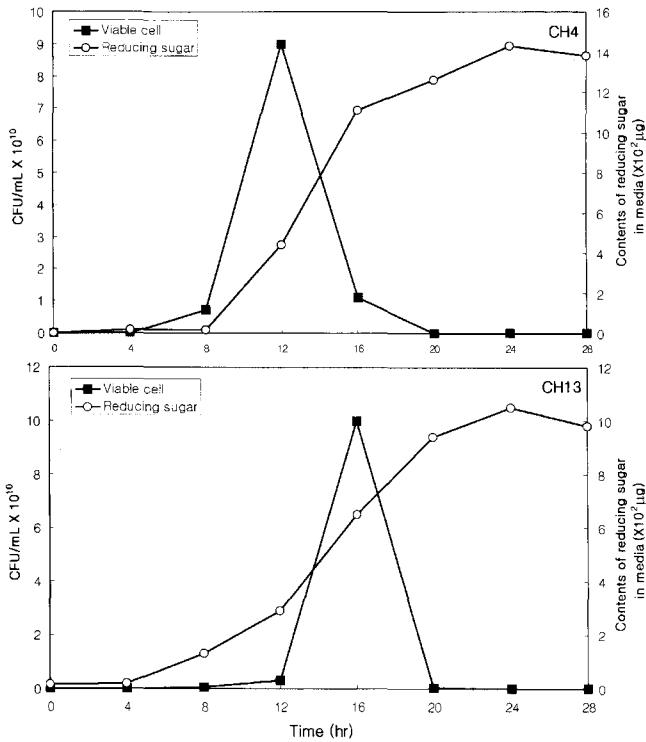 CH4
Viable cell
Reducing sugar
CFU/mL X 10¹⁰
10
9
8
7
6
5
4
3
2
1
0
Contents of reducing sugar
in media (X10²μg)
16
14
12
10
8
6
4
2
0
0 4 8 12 16 20 24 28
CH13
Viable cell
Reducing sugar
CFU/mL X 10¹⁰
12
10
8
6
4
2
0
Contents of reducing sugar
in media (X10²μg)
12
10
8
6
4
2
0
0 4 8 12 16 20 24 28
Time (hr)